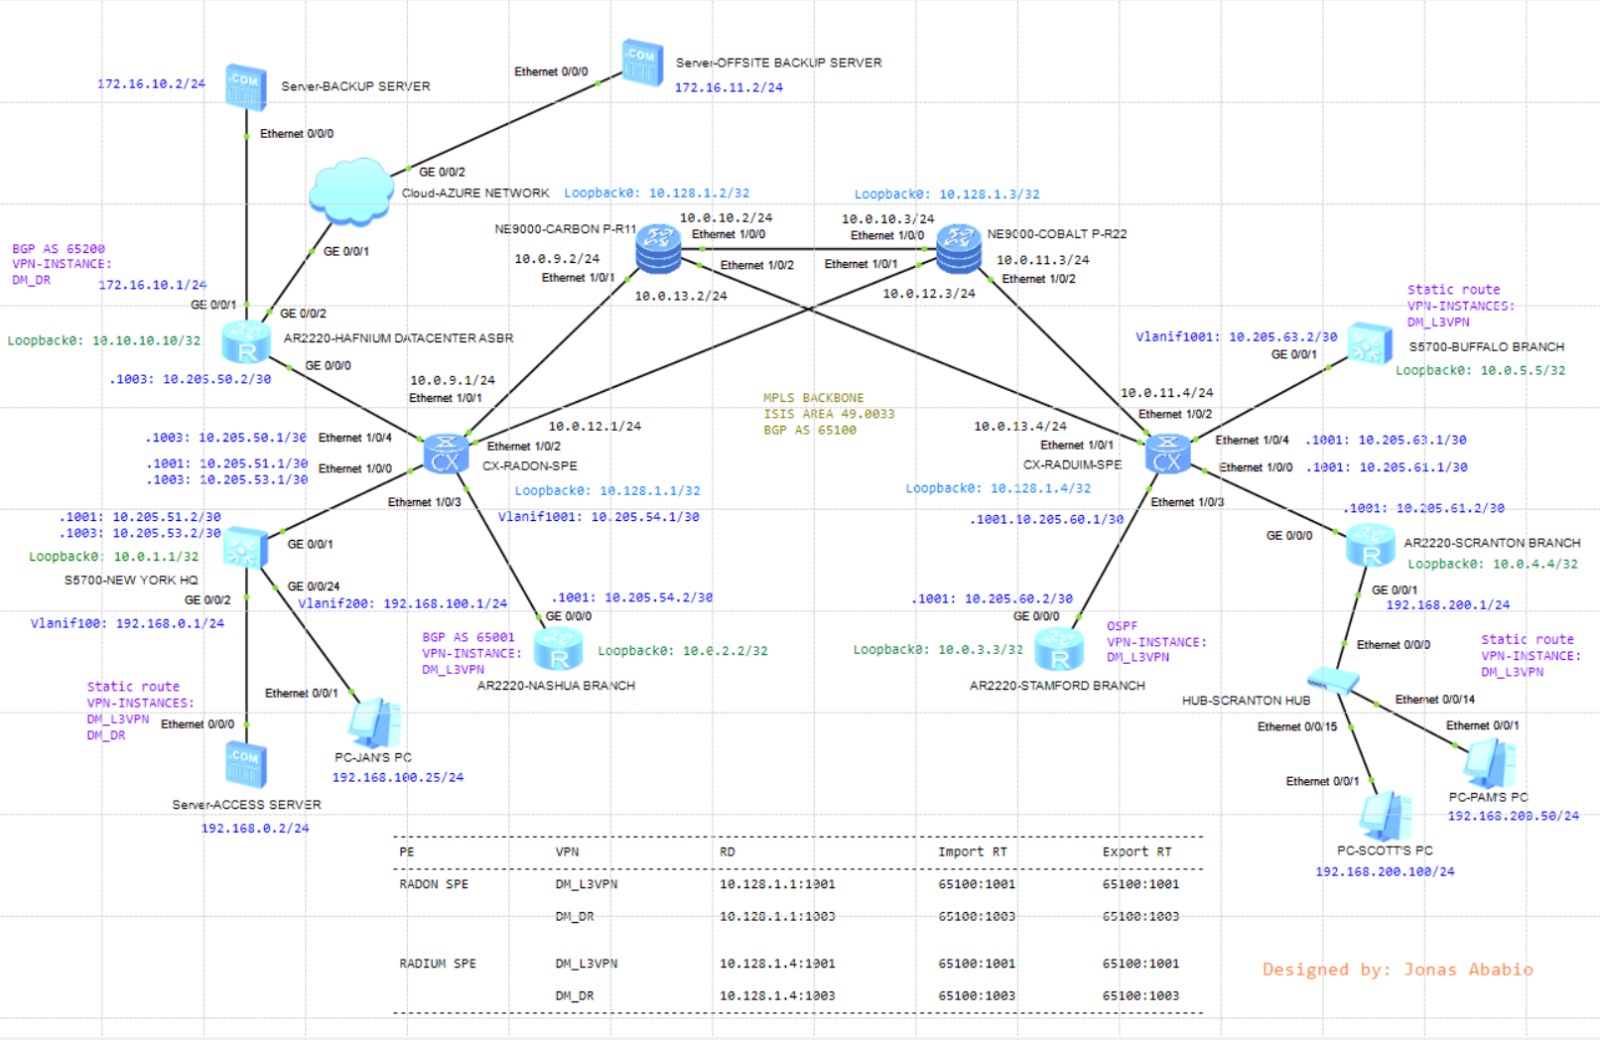 Server-OFFSITE BACKUP SERVER
Ethernet 0/0/0
172.16.11.2/24
172.16.10.2/24
Server-BACKUP SERVER
Ethernet 0/0/0
GE 0/0/2
Cloud-AZURE NETWORK
Loopback0: 10.128.1.2/32
Loopback0: 10.128.1.3/32
10.0.10.2/24
10.0.10.3/24
NE9000-CARBON P-R11
Ethernet 1/0/0
Ethernet 1/0/0
NE9000-COBALT P-R22
BGP AS 65200
VPN-INSTANCE:
DM_DR
GE 0/0/1
10.0.9.2/24
Ethernet 1/0/1
Ethernet 1/0/2
Ethernet 1/0/1
10.0.11.3/24
Ethernet 1/0/2
172.16.10.1/24
10.0.13.2/24
10.0.12.3/24
GE 0/0/1
GE 0/0/2
Loopback0: 10.10.10.10/32
AR2220-HAFNIUM DATACENTER ASBR
GE 0/0/0
.1003: 10.205.50.2/30
Static route
VPN-INSTANCES:
DM_L3VPN
Vlanif1001: 10.205.63.2/30
GE 0/0/1
S5700-BUFFALO BRANCH
Loopback0: 10.0.5.5/32
10.0.9.1/24
Ethernet 1/0/1
MPLS BACKBONE
ISIS AREA 49.0033
BGP AS 65100
10.0.11.4/24
Ethernet 1/0/2
.1003: 10.205.50.1/30
Ethernet 1/0/4
10.0.12.1/24
Ethernet 1/0/2
10.0.13.4/24
Ethernet 1/0/1
Ethernet 1/0/4
.1001: 10.205.63.1/30
.1001: 10.205.51.1/30
.1003: 10.205.53.1/30
Ethernet 1/0/0
CX-RADON-SPE
CX-RADUIM-SPE
Ethernet 1/0/0
.1001: 10.205.61.1/30
Ethernet 1/0/3
Loopback0: 10.128.1.1/32
Vlanif1001: 10.205.54.1/30
Loopback0: 10.128.1.4/32
Ethernet 1/0/3
.1001.10.205.60.1/30
.1001: 10.205.61.2/30
.1001: 10.205.51.2/30
.1003: 10.205.53.2/30
Loopback0: 10.0.1.1/32
GE 0/0/1
S5700-NEW YORK HQ
GE 0/0/0
AR2220-SCRANTON BRANCH
Loopback0: 10.0.4.4/32
GE 0/0/2
GE 0/0/24
Vlanif200: 192.168.100.1/24
Vlanif100: 192.168.0.1/24
GE 0/0/1
192.168.200.1/24
.1001: 10.205.54.2/30
GE 0/0/0
.1001: 10.205.60.2/30
GE 0/0/0
BGP AS 65001
VPN-INSTANCE:
DM_L3VPN
Loopback0: 10.0.2.2/32
AR2220-NASHUA BRANCH
Loopback0: 10.0.3.3/32
OSPF
VPN-INSTANCE:
DM_L3VPN
AR2220-STAMFORD BRANCH
Ethernet 0/0/0
Static route
VPN-INSTANCE:
DM_L3VPN
Static route
VPN-INSTANCES:
DM_L3VPN
DM_DR
Ethernet 0/0/1
Ethernet 0/0/0
HUB-SCRANTON HUB
Ethernet 0/0/14
Ethernet 0/0/15
Ethernet 0/0/1
PC-JAN'S PC
192.168.100.25/24
Ethernet 0/0/1
PC-PAM'S PC
192.168.200.50/24
Server-ACCESS SERVER
192.168.0.2/24
PC-SCOTT'S PC
192.168.200.100/24
PE VPN RD Import RT Export RT
RADON SPE DM_L3VPN 10.128.1.1:1001 65100:1001 65100:1001
DM_DR 10.128.1.1:1003 65100:1003 65100:1003
RADIUM SPE DM_L3VPN 10.128.1.4:1001 65100:1001 65100:1001
DM_DR 10.128.1.4:1003 65100:1003 65100:1003
Designed by: Jonas Ababio
.COM
.COM
.COM
R
R
R
R
CX
CX